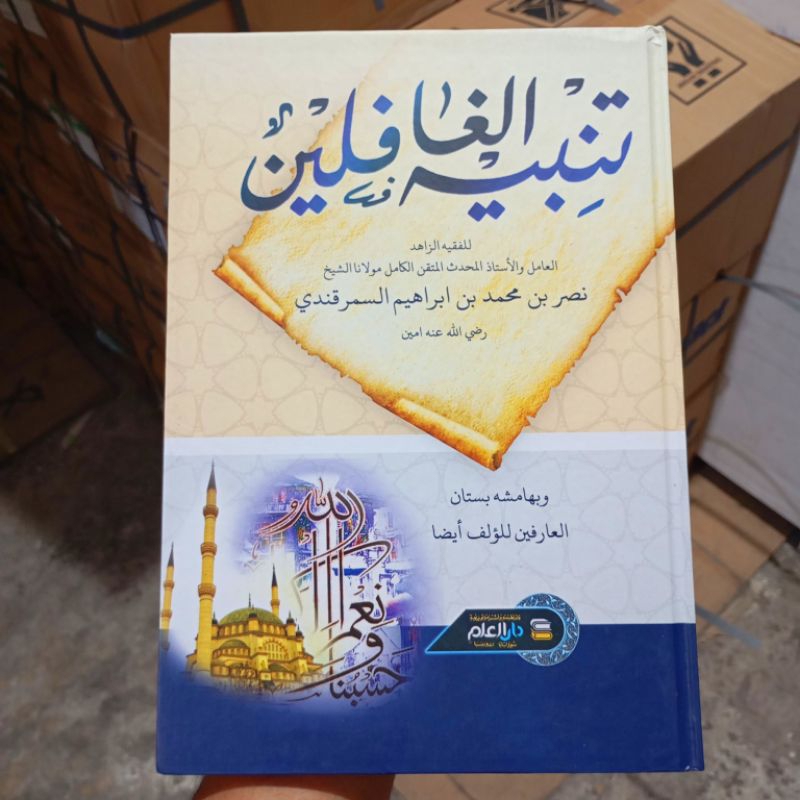 تنبيه الغافلين
للفقيه الزاهد
العامل والأستاذ المحدث المتقن الكامل مولانا الشيخ
نصر بن محمد بن ابراهيم السمرقندي
رضي الله عنه امين
وبهامشه بستان
العارفين للؤلف أيضا
حسبنا الله ونعم
دار العلم